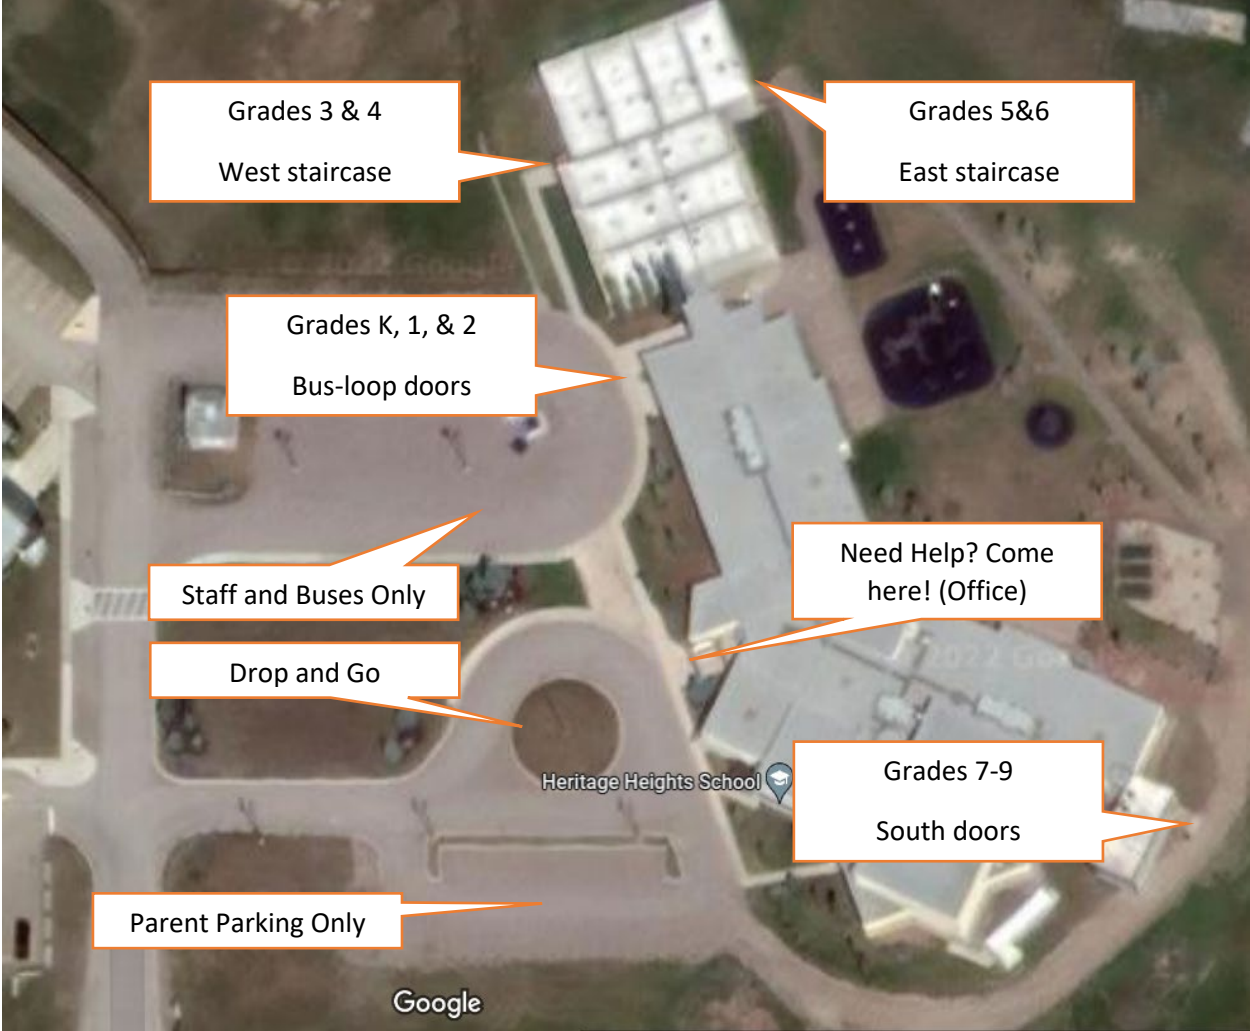 Grades 3 & 4
West staircase
Grades 5&6
East staircase
Grades K, 1, & 2
Bus-loop doors
Need Help? Come
here! (Office)
Staff and Buses Only
Drop and Go
Heritage Heights School
Grades 7-9
South doors
Parent Parking Only
Google